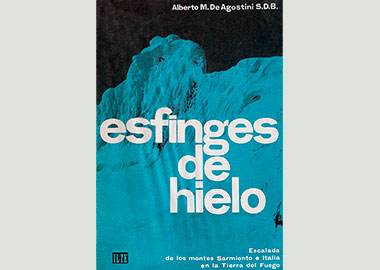 Alberto M. De Agostini S.D.B.
esfinges
de
hielo
Escalada
de los montes Sarmiento e Italia
en la Tierra del Fuego
ILTE